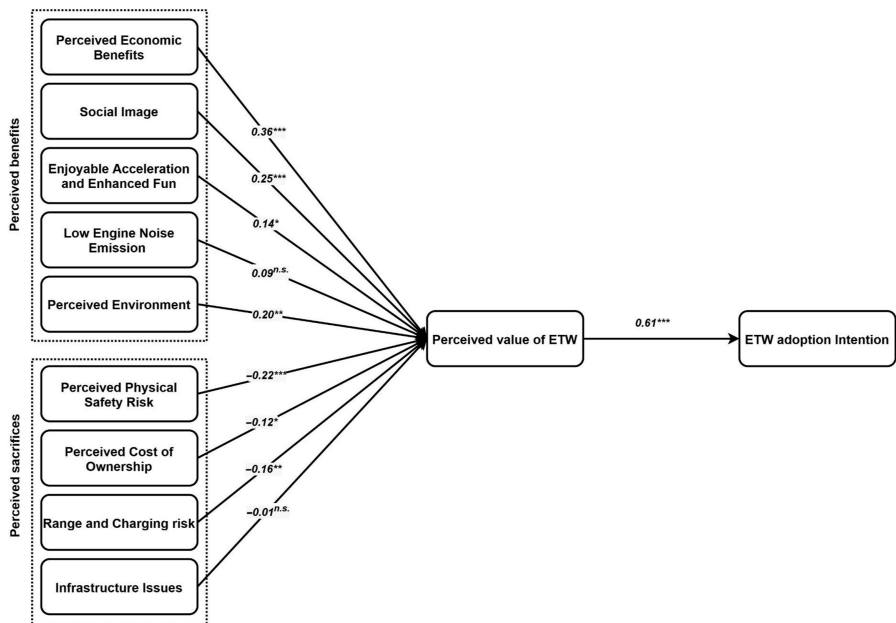 Perceived benefits
Perceived Economic
Benefits
Social Image
Enjoyable Acceleration
and Enhanced Fun
Low Engine Noise
Emission
Perceived Environment
0.36***
0.25***
0.14*
0.09n.s.
0.20**
Perceived sacrifices
Perceived Physical
Safety Risk
Perceived Cost of
Ownership
Range and Charging risk
Infrastructure Issues
–0.22***
–0.12*
–0.16**
–0.01n.s.
Perceived value of ETW
0.61***
ETW adoption Intention